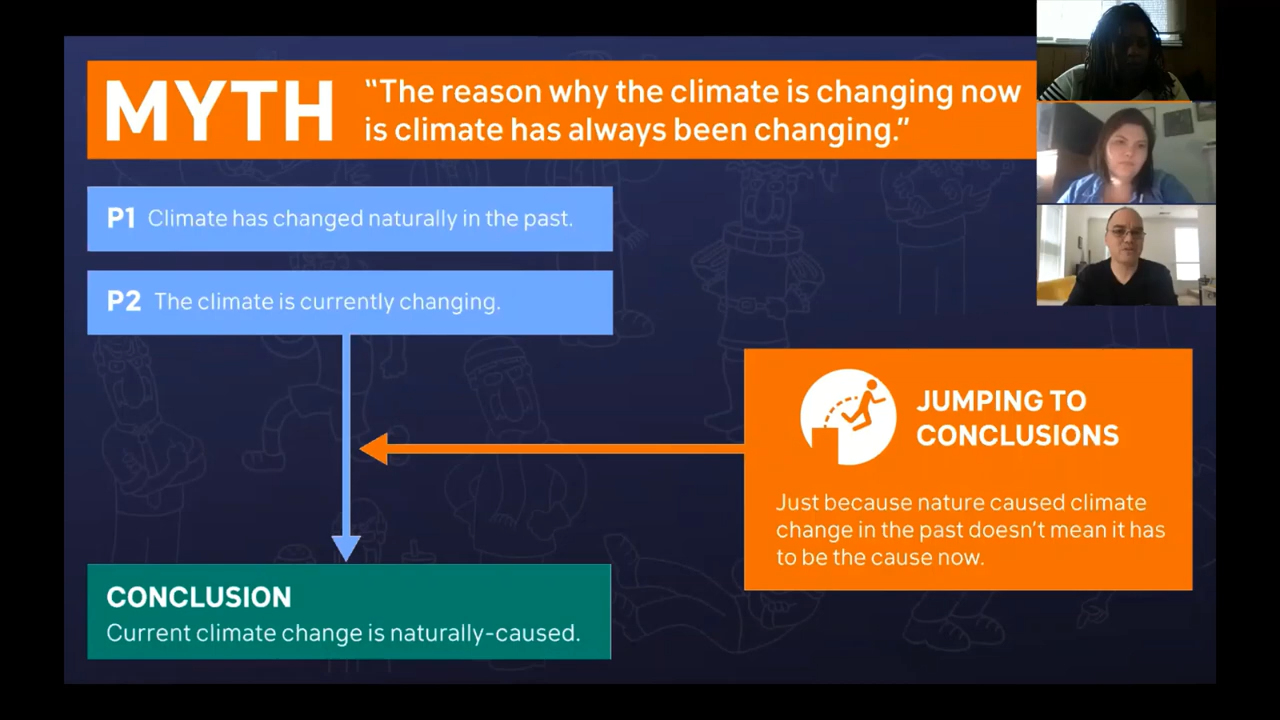 MYTH
“The reason why the climate is changing now
is climate has always been changing.”
P1 Climate has changed naturally in the past.
P2 The climate is currently changing.
JUMPING TO
CONCLUSIONS
Just because nature caused climate
change in the past doesn’t mean it has
to be the cause now.
CONCLUSION
Current climate change is naturally-caused.